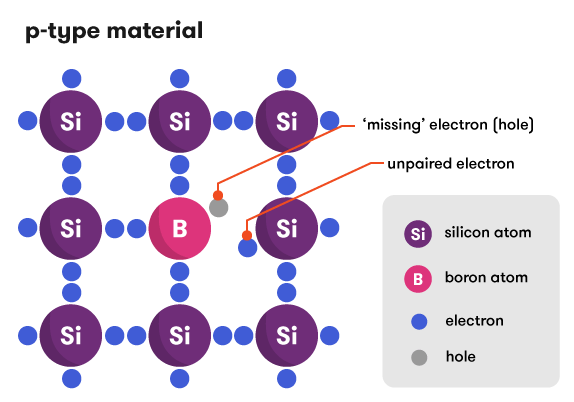 p-type material
Si Si Si
'missing' electron (hole)
unpaired electron
Si B Si
Si silicon atom
B boron atom
electron
hole
Si Si Si